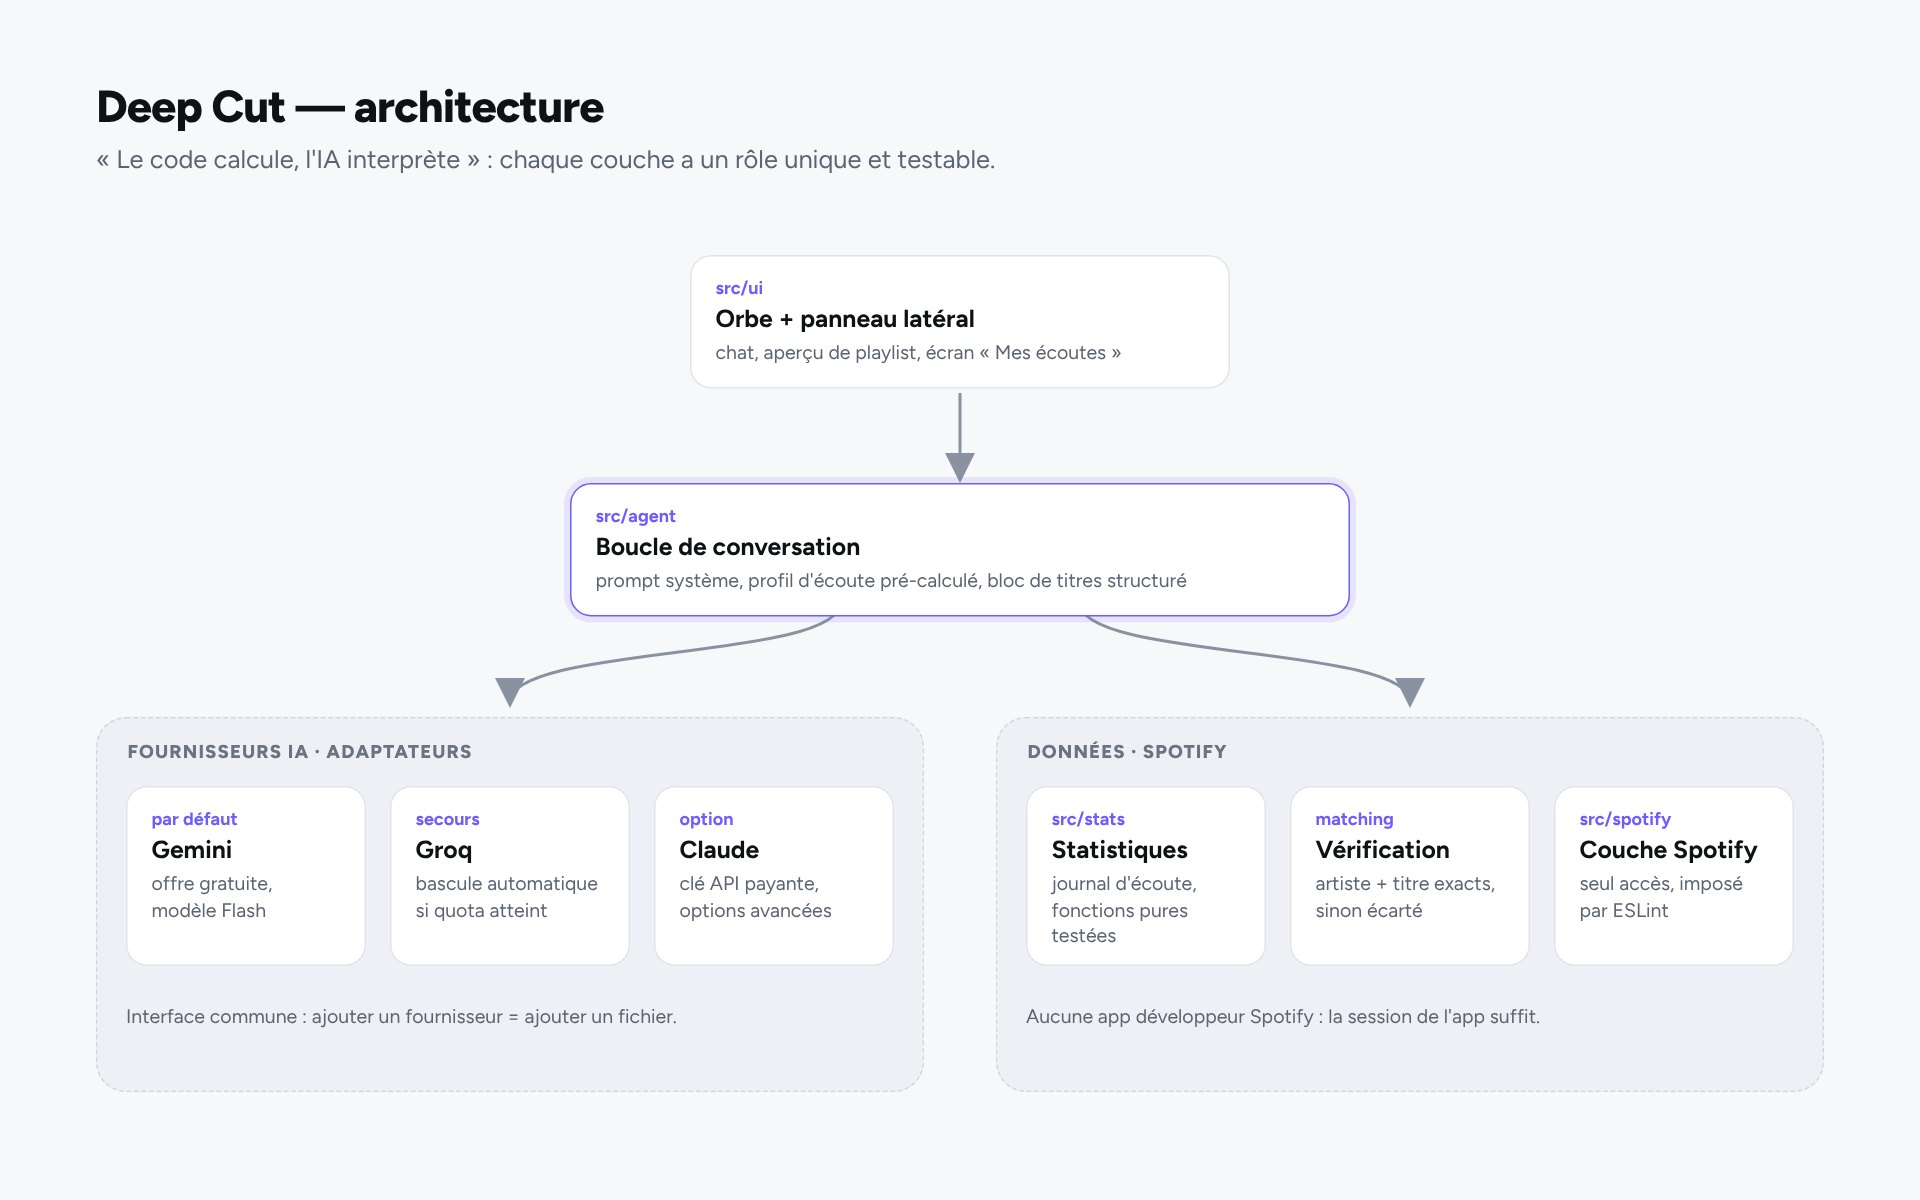 Deep Cut — architecture
« Le code calcule, l'IA interprète » : chaque couche a un rôle unique et testable.
src/ui
Orbe + panneau latéral
chat, aperçu de playlist, écran « Mes écoutes »
src/agent
Boucle de conversation
prompt système, profil d'écoute pré-calculé, bloc de titres structuré
FOURNISSEURS IA · ADAPTATEURS
par défaut
Gemini
offre gratuite,
modèle Flash
secours
Groq
bascule automatique
si quota atteint
option
Claude
clé API payante,
options avancées
Interface commune : ajouter un fournisseur = ajouter un fichier.
DONNÉES · SPOTIFY
src/stats
Statistiques
journal d'écoute,
fonctions pures
testées
matching
Vérification
artiste + titre exacts,
sinon écarté
src/spotify
Couche Spotify
seul accès, imposé
par ESLint
Aucune app développeur Spotify : la session de l'app suffit.